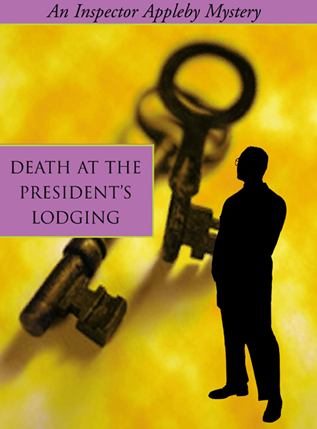 An Inspector Appleby Mystery
DEATH AT THE
PRESIDENT'S
LODGING